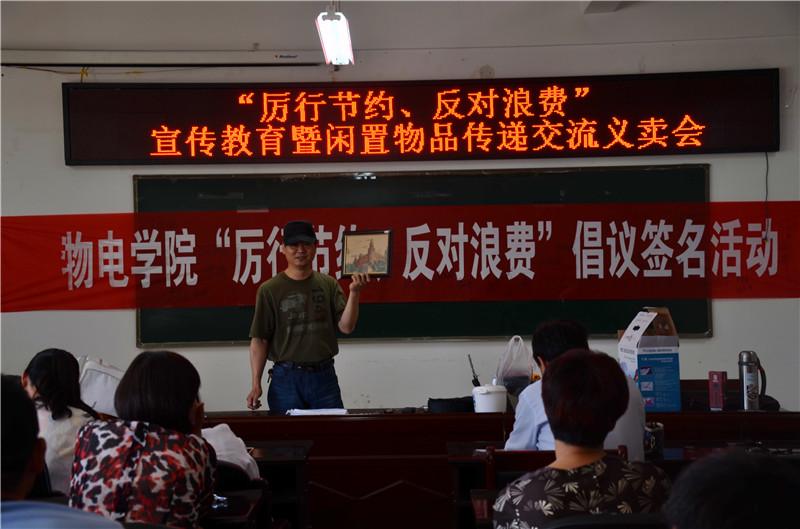 “厉行节约、反对浪费”
宣传教育暨闲置物品传递交流义卖会
物电学院“厉行节约 反对浪费”倡议签名活动